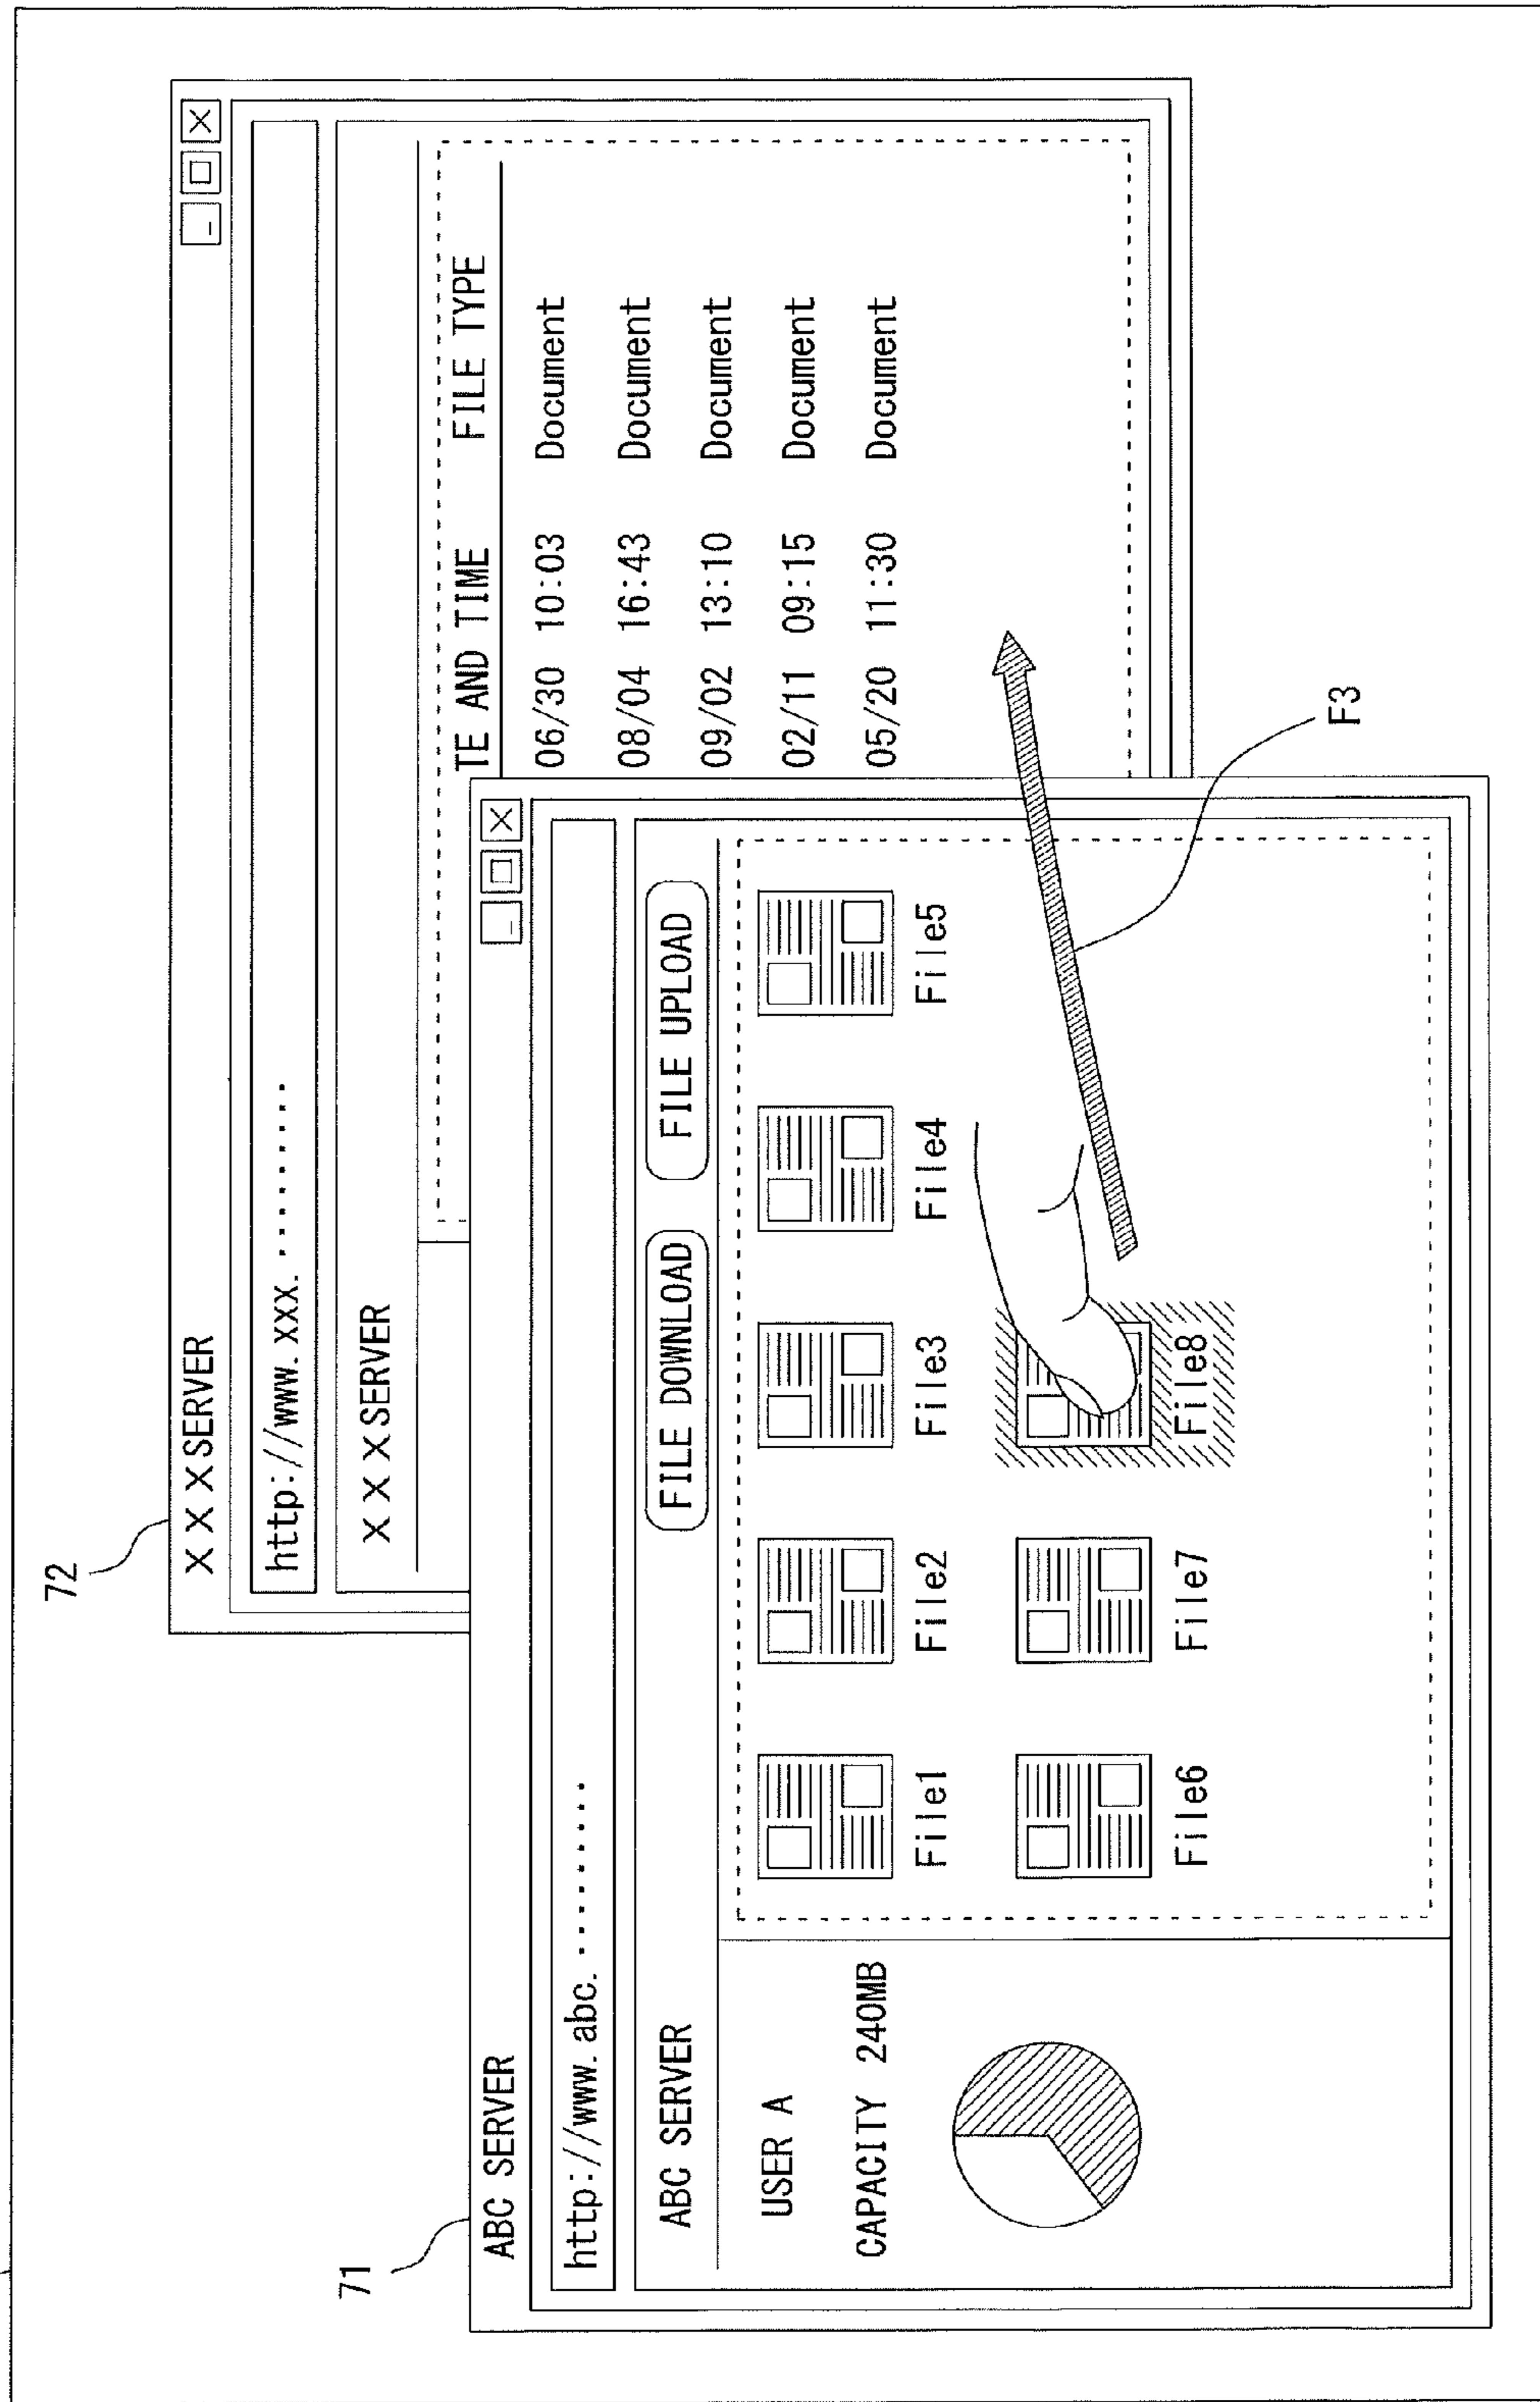 72
X X X SERVER
http://www.xxx. .........
X X X SERVER
TE AND TIME FILE TYPE
06/30 10:03 Document
08/04 16:43 Document
09/02 13:10 Document
02/11 09:15 Document
05/20 11:30 Document
71
ABC SERVER
http://www.abc. .........
ABC SERVER FILE DOWNLOAD FILE UPLOAD
USER A
CAPACITY 240MB
File1 File2 File3 File4 File5
File6 File7 File8
F3